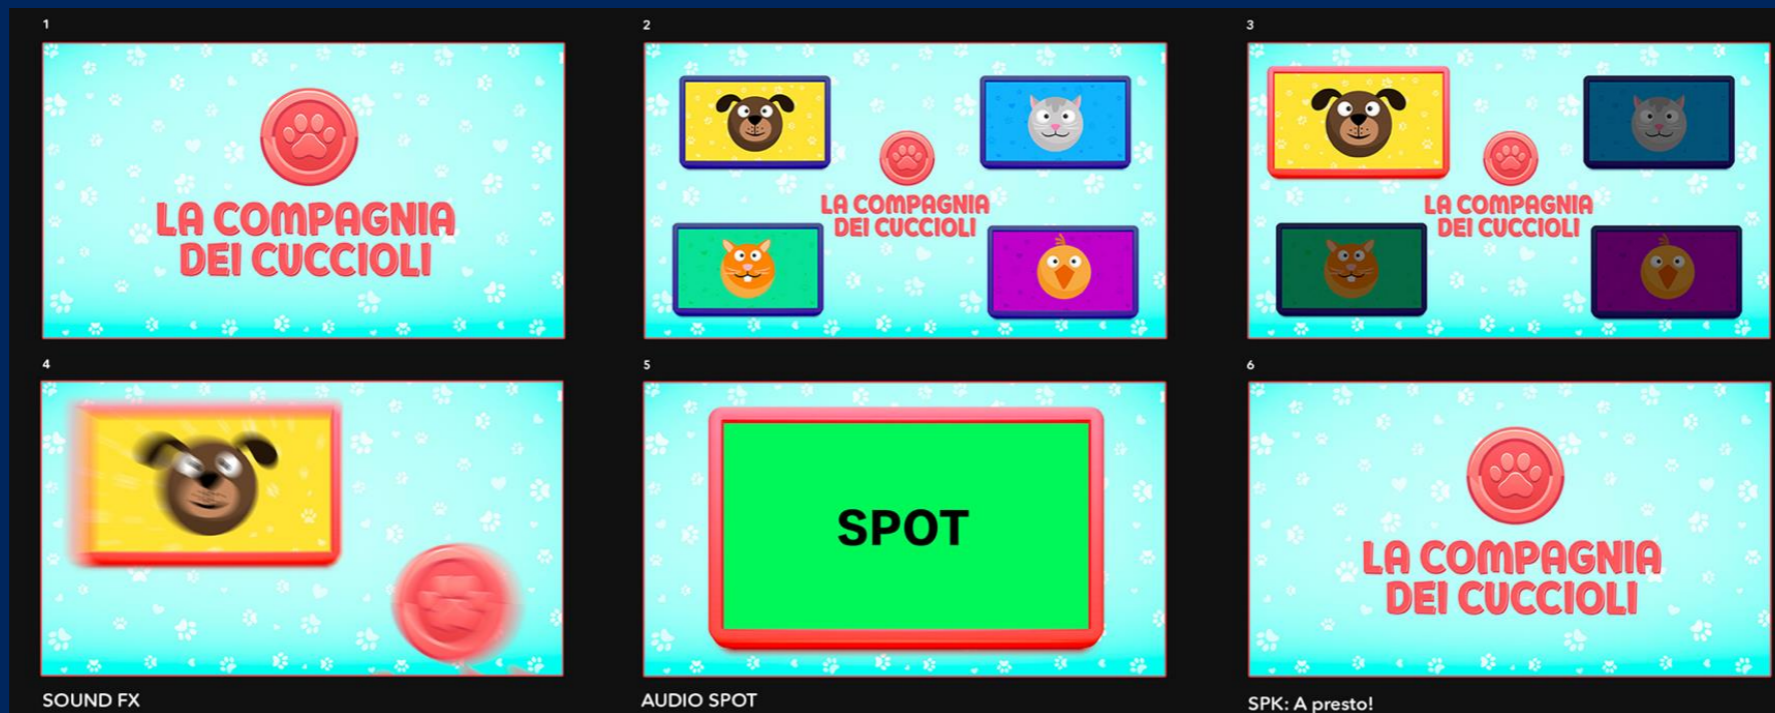 1
2
3
LA COMPAGNIA
DEI CUCCIOLI
LA COMPAGNIA
DEI CUCCIOLI
LA COMPAGNIA
DEI CUCCIOLI
4
5
6
SPOT
LA COMPAGNIA
DEI CUCCIOLI
SOUND FX
AUDIO SPOT
SPK: A presto!